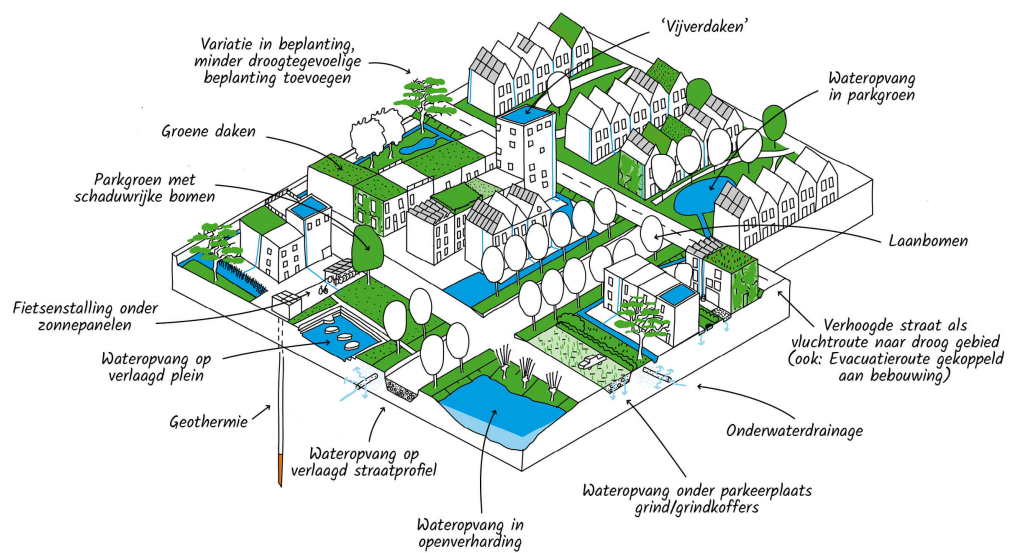 'Vijverdaken'
Variatie in beplanting,
minder droogtegevoelige
beplanting toevoegen
Wateropvang
in parkgroen
Groene daken
Parkgroen met
schaduwrijke bomen
Laanbomen
Fietsenstalling onder
zonnepanelen
Verhoogde straat als
vluchtroute naar droog gebied
(ook: Evacuatieroute gekoppeld
aan bebouwing)
Wateropvang op
verlaagd plein
Geothermie
Onderwaterdrainage
Wateropvang op
verlaagd straatprofiel
Wateropvang onder parkeerplaats
grind/grindkoffers
Wateropvang in
openverharding